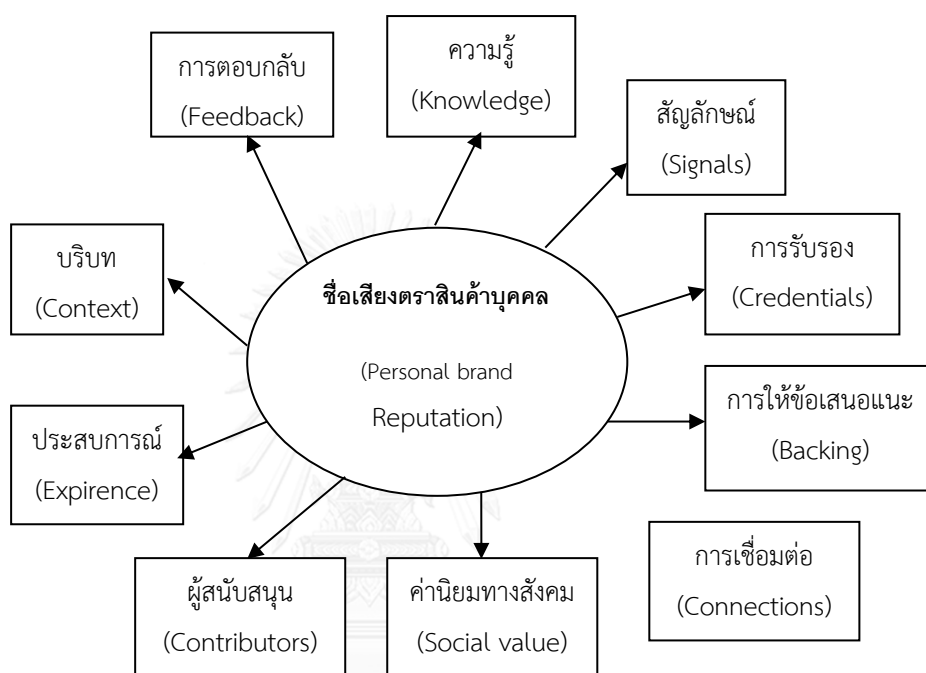 การตอบกลับ
(Feedback)
ความรู้
(Knowledge)
สัญลักษณ์
(Signals)
บริบท
(Context)
การรับรอง
(Credentials)
ชื่อเสียงตราสินค้าบุคคล
(Personal brand
Reputation)
การให้ข้อเสนอแนะ
(Backing)
ประสบการณ์
(Expirence)
การเชื่อมต่อ
(Connections)
ผู้สนับสนุน
(Contributors)
ค่านิยมทางสังคม
(Social value)